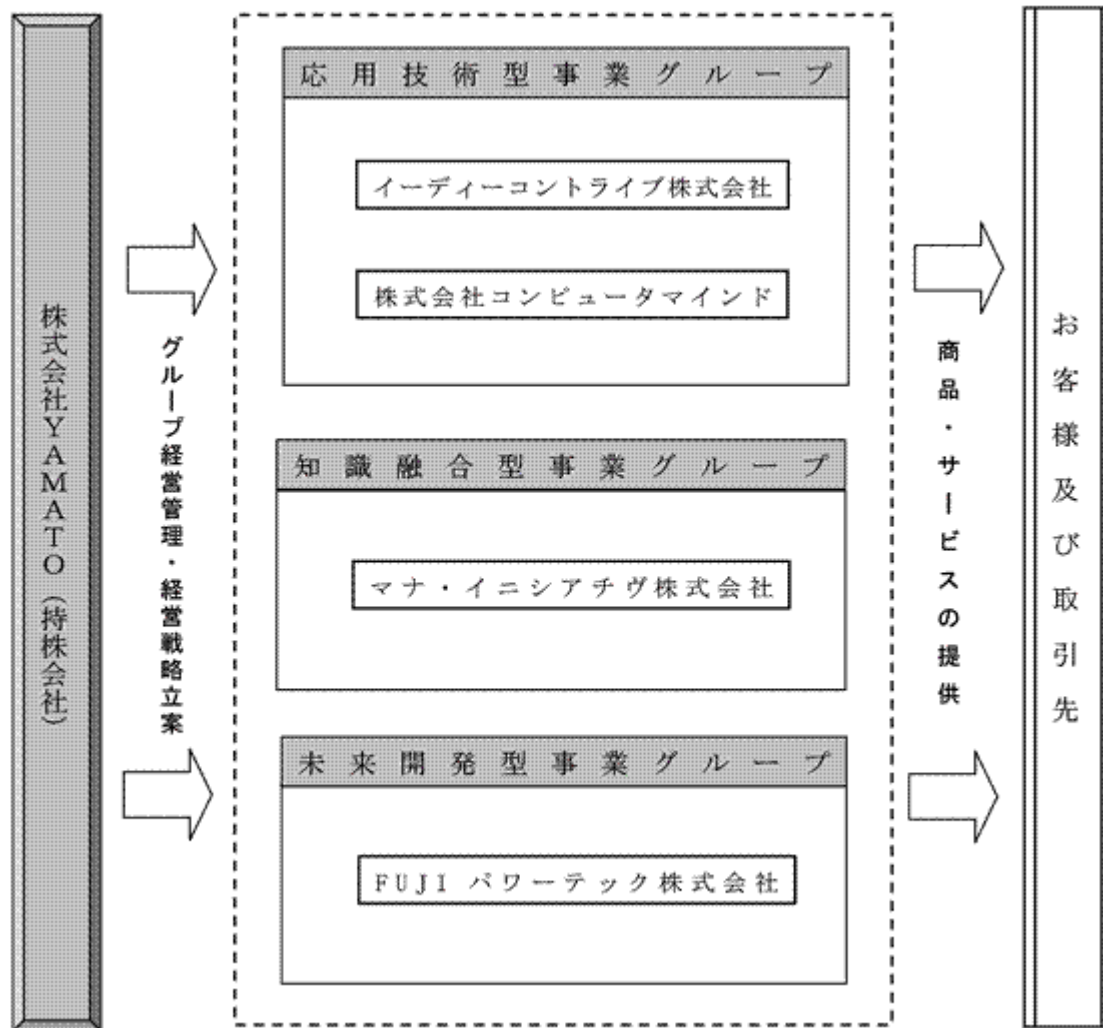 株式会社YAMATO（持株会社）
グループ経営管理・経営戦略立案
応用技術型事業グループ
イーディーコントライブ株式会社
株式会社コンピュータマインド
知識融合型事業グループ
マナ・イニシアチヴ株式会社
未来開発型事業グループ
FUJI パワーテック株式会社
商品・サービスの提供
お客様及び取引先